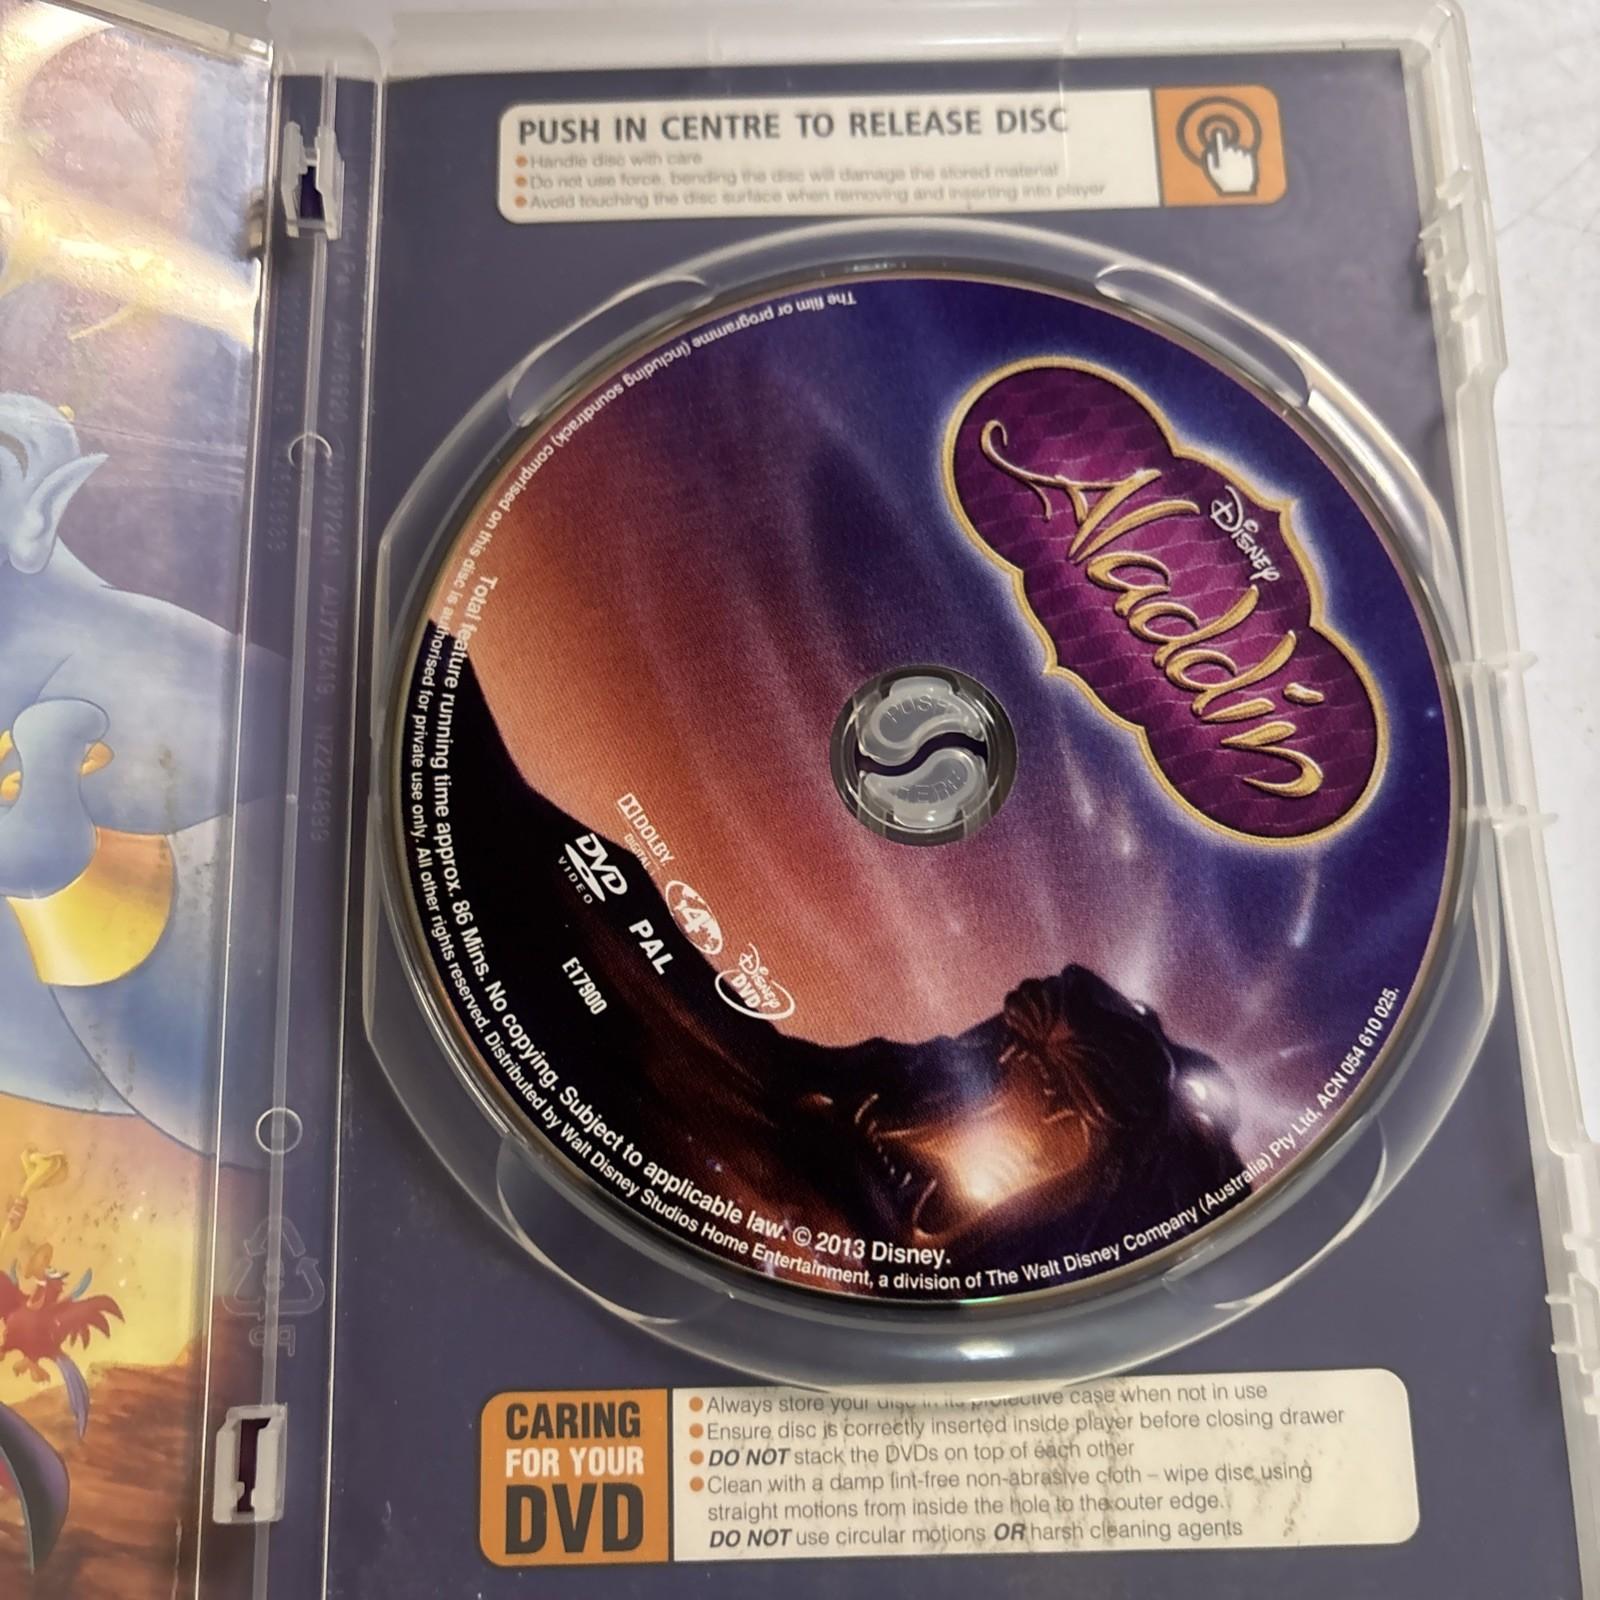 PUSH IN CENTRE TO RELEASE DISC
Handle disc with care
Do not use force, bending the disc will damage the stored material
Avoid touching the disc surface when removing and inserting into player
Disney
Aladdin
PUSH
DOLBY
DIGITAL
DVD
VIDEO
4
PAL
Disney
DVD
E17900
Total feature running time approx. 86 Mins. No copying. Subject to applicable law. © 2013 Disney.
The film or programme (including soundtrack) comprised on this disc is authorised for private use only. All other rights reserved. Distributed by Walt Disney Studios Home Entertainment, a division of The Walt Disney Company (Australia) Pty Ltd, ACN 054 610 025.
CARING
FOR YOUR
DVD
Always store your disc in its protective case when not in use
Ensure disc is correctly inserted inside player before closing drawer
DO NOT stack the DVDs on top of each other
Clean with a damp lint-free non-abrasive cloth – wipe disc using
straight motions from inside the hole to the outer edge.
DO NOT use circular motions OR harsh cleaning agents
PP